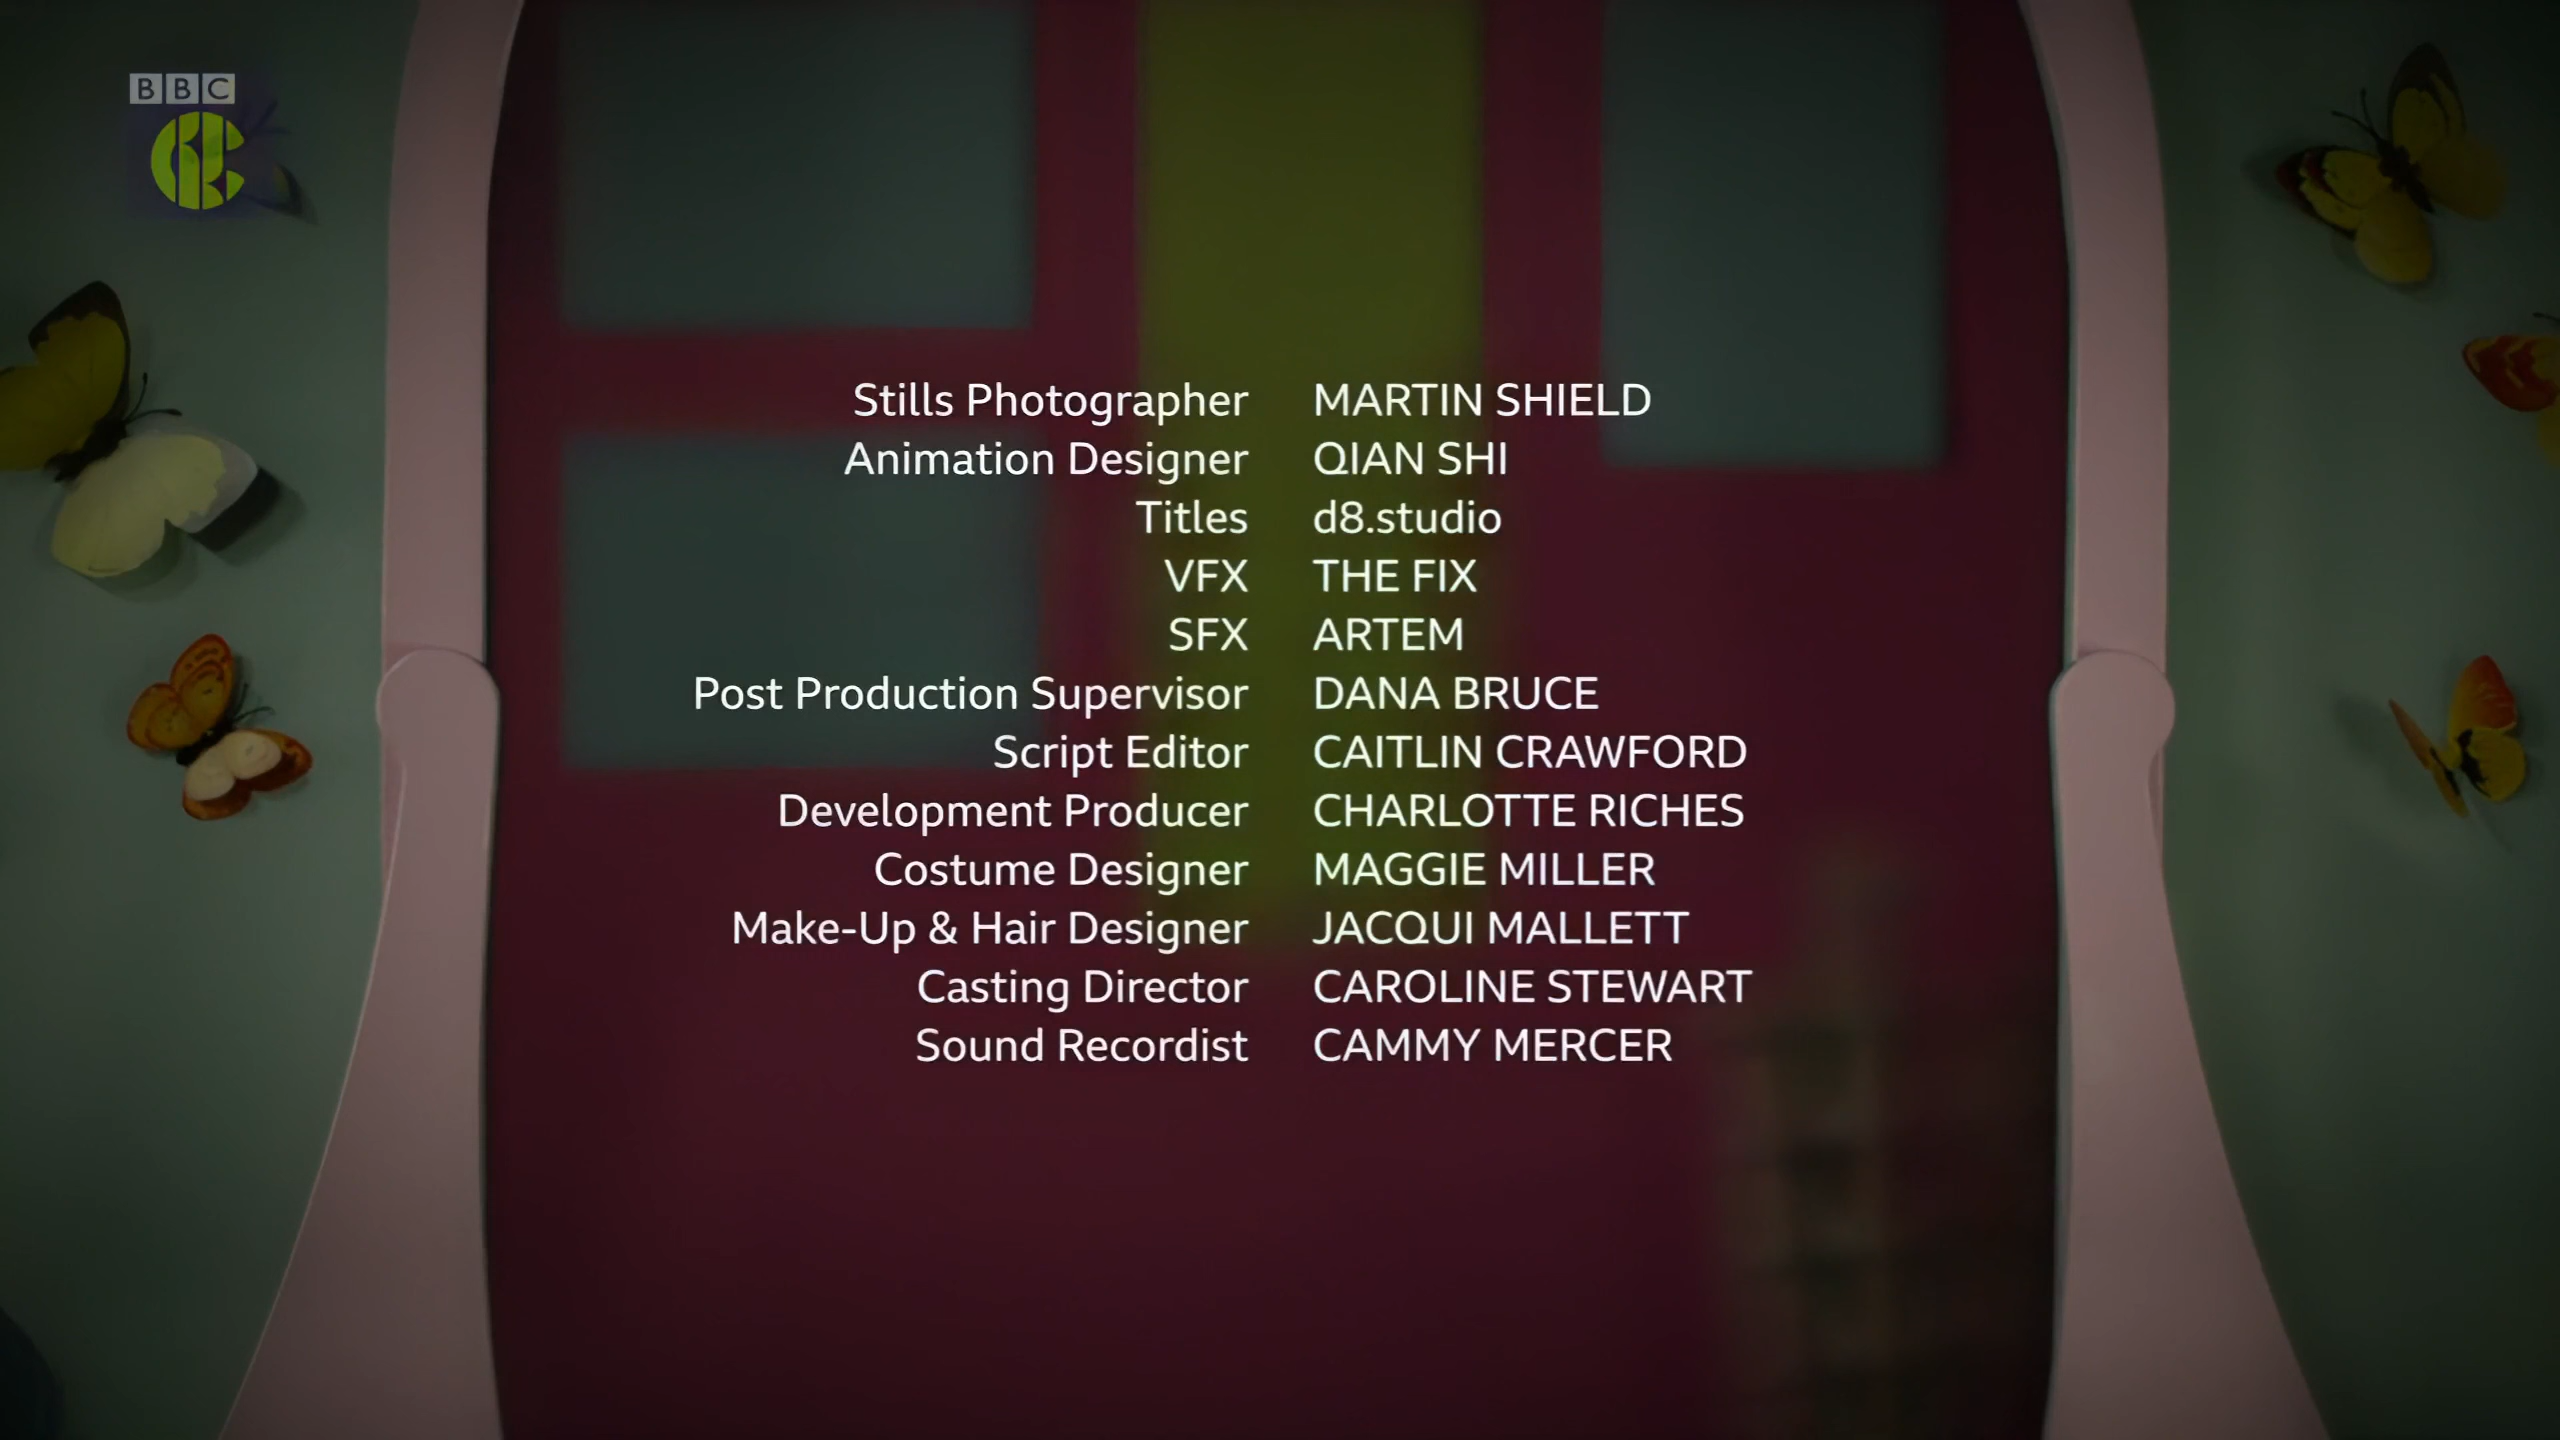 BBC
CBBC
Stills Photographer MARTIN SHIELD
Animation Designer QIAN SHI
Titles d8.studio
VFX THE FIX
SFX ARTEM
Post Production Supervisor DANA BRUCE
Script Editor CAITLIN CRAWFORD
Development Producer CHARLOTTE RICHES
Costume Designer MAGGIE MILLER
Make-Up & Hair Designer JACQUI MALLETT
Casting Director CAROLINE STEWART
Sound Recordist CAMMY MERCER